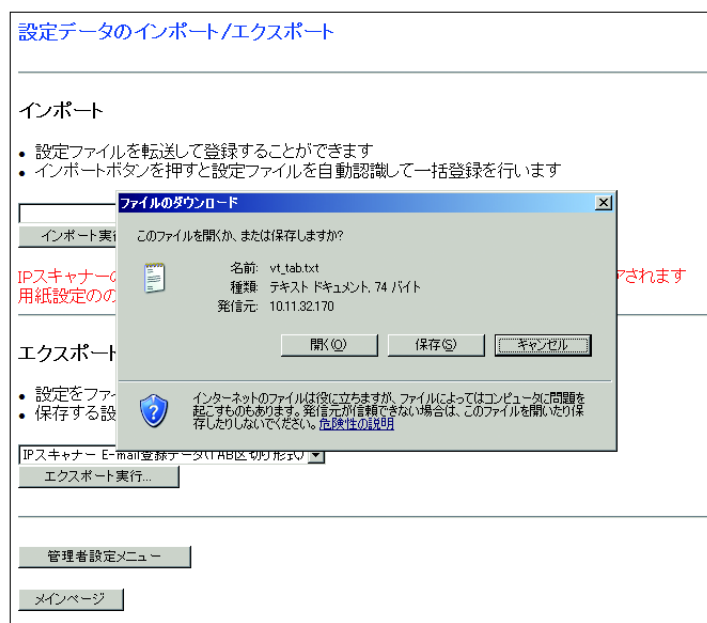 設定データのインポート/エクスポート
インポート
• 設定ファイルを転送して登録することができます
• インポートボタンを押すと設定ファイルを自動認識して一括登録を行います
インポート実
IPスキャナーの
アされます
用紙設定のの
ファイルのダウンロード
このファイルを開くか、または保存しますか?
名前: vt_tab.txt
種類: テキスト ドキュメント, 74 バイト
発信元: 10.11.32.170
開く(O) 保存(S) キャンセル
インターネットのファイルは役に立ちますが、ファイルによってはコンピュータに問題を
起こすものもあります。発信元が信頼できない場合は、このファイルを開いたり保
存したりしないでください。危険性の説明
エクスポート
• 設定をファ
• 保存する設
IPスキャナー E-mail登録データ(TAB区切り形式)
エクスポート実行...
管理者設定メニュー
メインページ